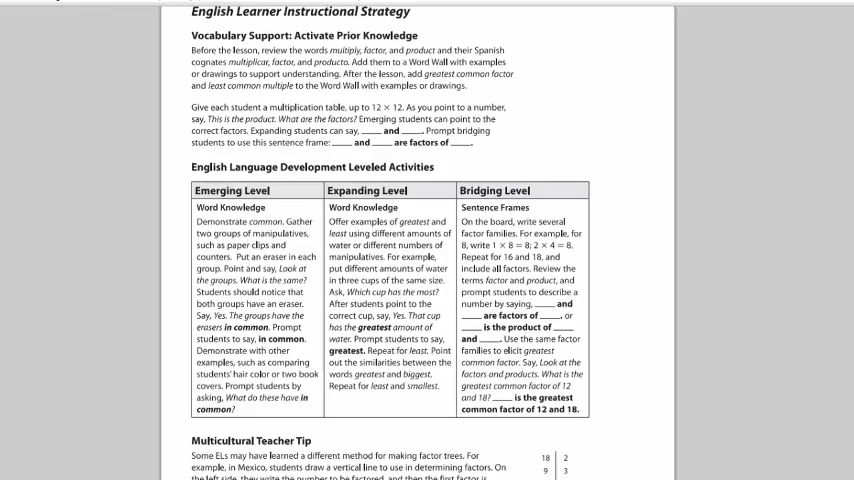 English Learner Instructional Strategy
Vocabulary Support: Activate Prior Knowledge
Before the lesson, review the words multiply, factor, and product and their Spanish
cognates multiplicar, factor, and producto. Add them to a Word Wall with examples
or drawings to support understanding. After the lesson, add greatest common factor
and least common multiple to the Word Wall with examples or drawings.
Give each student a multiplication table, up to 12 × 12. As you point to a number,
say, This is the product. What are the factors? Emerging students can point to the
correct factors. Expanding students can say, ____ and ____. Prompt bridging
students to use this sentence frame: ____ and ____ are factors of ____.
English Language Development Leveled Activities
Emerging Level
Word Knowledge
Demonstrate common. Gather
two groups of manipulatives,
such as paper clips and
counters. Put an eraser in each
group. Point and say, Look at
the groups. What is the same?
Students should notice that
both groups have an eraser.
Say, Yes. The groups have the
erasers in common. Prompt
students to say, in common.
Demonstrate with other
examples, such as comparing
students' hair color or two book
covers. Prompt students by
asking, What do these have in
common?
Expanding Level
Word Knowledge
Offer examples of greatest and
least using different amounts of
water or different numbers of
manipulatives. For example,
put different amounts of water
in three cups of the same size.
Ask, Which cup has the most?
After students point to the
correct cup, say, Yes. That cup
has the greatest amount of
water. Prompt students to say,
greatest. Repeat for least. Point
out the similarities between the
words greatest and biggest.
Repeat for least and smallest.
Bridging Level
Sentence Frames
On the board, write several
factor families. For example, for
8, write 1 × 8 = 8; 2 × 4 = 8.
Repeat for 16 and 18, and
include all factors. Review the
terms factor and product, and
prompt students to describe a
number by saying, ____ and
____ are factors of ____. or
____ is the product of ____
and ____. Use the same factor
families to elicit greatest
common factor. Say, Look at the
factors and products. What is the
greatest common factor of 12
and 18? ____ is the greatest
common factor of 12 and 18.
Multicultural Teacher Tip
Some ELs may have learned a different method for making factor trees. For
example, in Mexico, students draw a vertical line to use in determining factors. On
the left side, they write the number to be factored, and then the first factor is
18 2
9 3